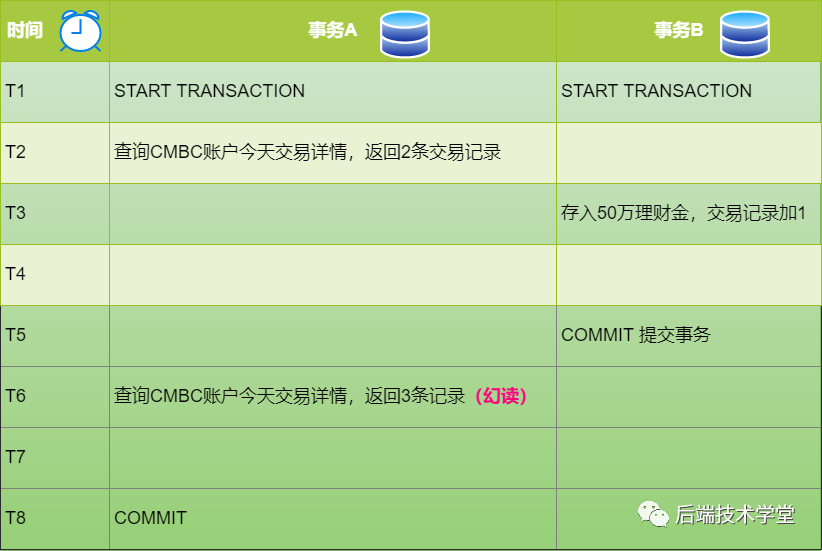 时间 事务A 事务B
T1 START TRANSACTION START TRANSACTION
T2 查询CMBC账户今天交易详情，返回2条交易记录
T3 存入50万理财金，交易记录加1
T4
T5 COMMIT 提交事务
T6 查询CMBC账户今天交易详情，返回3条记录（幻读）
T7
T8 COMMIT
后端技术学堂